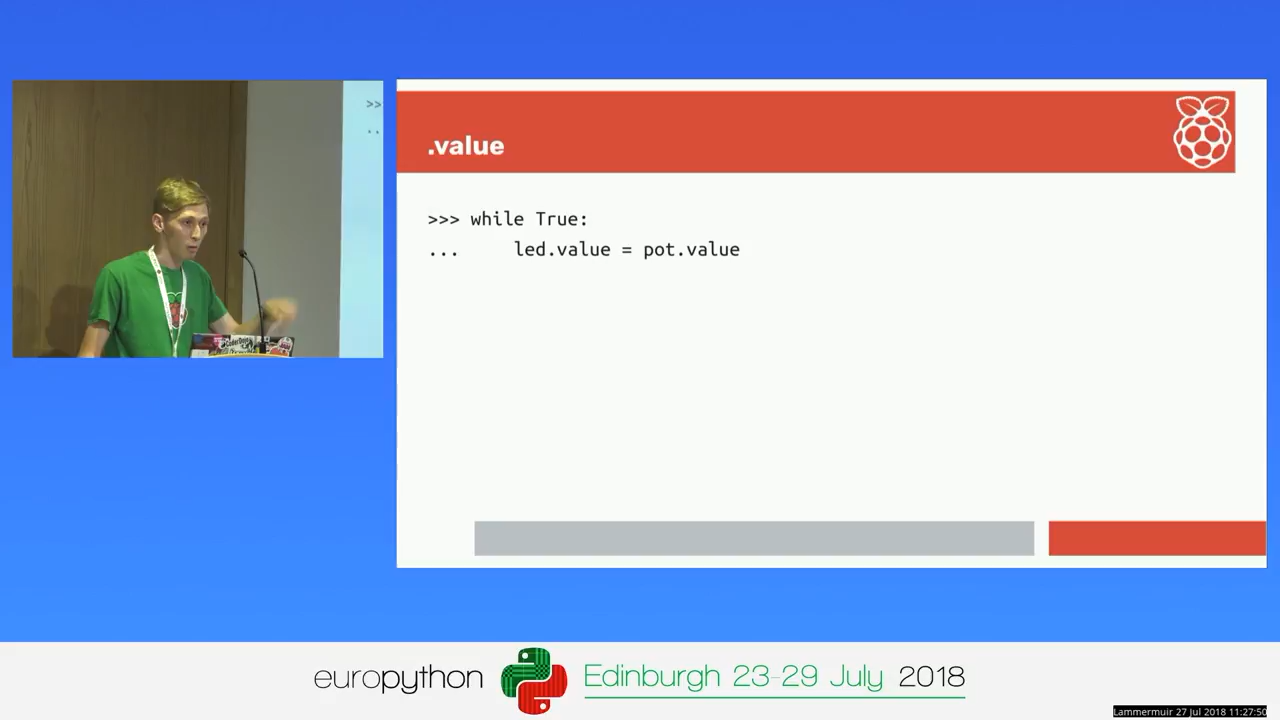 .value
>>> while True:
...     led.value = pot.value
>>
..
CoderDojo
europython
Edinburgh 23-29 July 2018
Lammermuir 27 Jul 2018 11:27:50